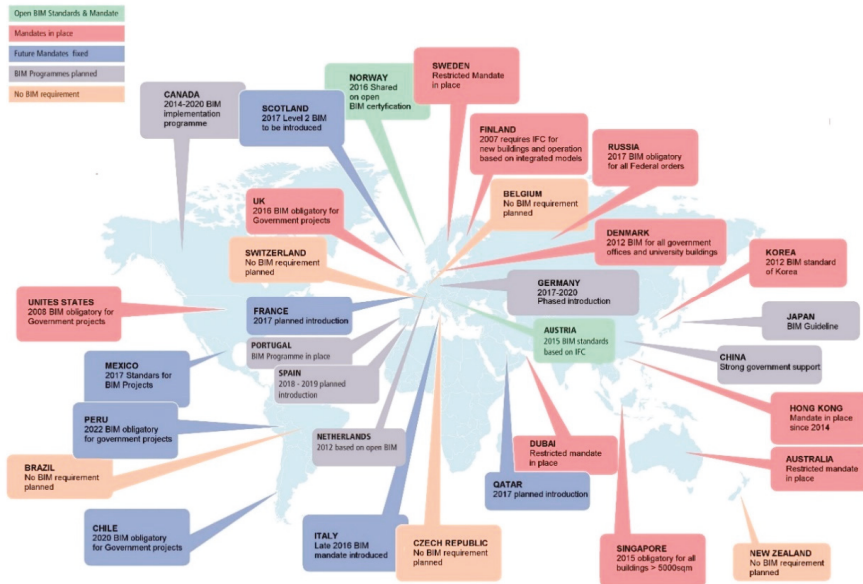 Open BIM Standards & Mandate
Mandates in place
Future Mandates fixed
BIM Programmes planned
No BIM requirement
CANADA
2014-2020 BIM
implementation
programme
SCOTLAND
2017 Level 2 BIM
to be introduced
NORWAY
2016 Shared
on open
BIM certyfication
SWEDEN
Restricted Mandate
in place
FINLAND
2007 requires IFC for
new buildings and operation
based on integrated models
RUSSIA
2017 BIM obligatory
for all Federal orders
UK
2016 BIM obligatory for
Government projects
BELGIUM
No BIM requirement
planned
SWITZERLAND
No BIM requirement
planned
DENMARK
2012 BIM for all government
offices and university buildings
KOREA
2012 BIM standard
of Korea
UNITES STATES
2008 BIM obligatory for
Government projects
FRANCE
2017 planned introduction
GERMANY
2017-2020
Phased introduction
JAPAN
BIM Guideline
PORTUGAL
BIM Programme in place
AUSTRIA
2015 BIM standards
based on IFC
CHINA
Strong government support
MEXICO
2017 Standars for
BIM Projects
SPAIN
2018 - 2019 planned
introduction
HONG KONG
Mandate in place
since 2014
PERU
2022 BIM obligatory
for government projects
NETHERLANDS
2012 based on open BIM
DUBAI
Restricted mandate
in place
AUSTRALIA
Restricted mandate
in place
BRAZIL
No BIM requirement
planned
QATAR
2017 planned introduction
CHILE
2020 BIM obligatory
for Government projects
ITALY
Late 2016 BIM
mandate introduced
CZECH REPUBLIC
No BIM requirement
planned
SINGAPORE
2015 obligatory for all
buildings > 5000sqm
NEW ZEALAND
No BIM requirement
planned